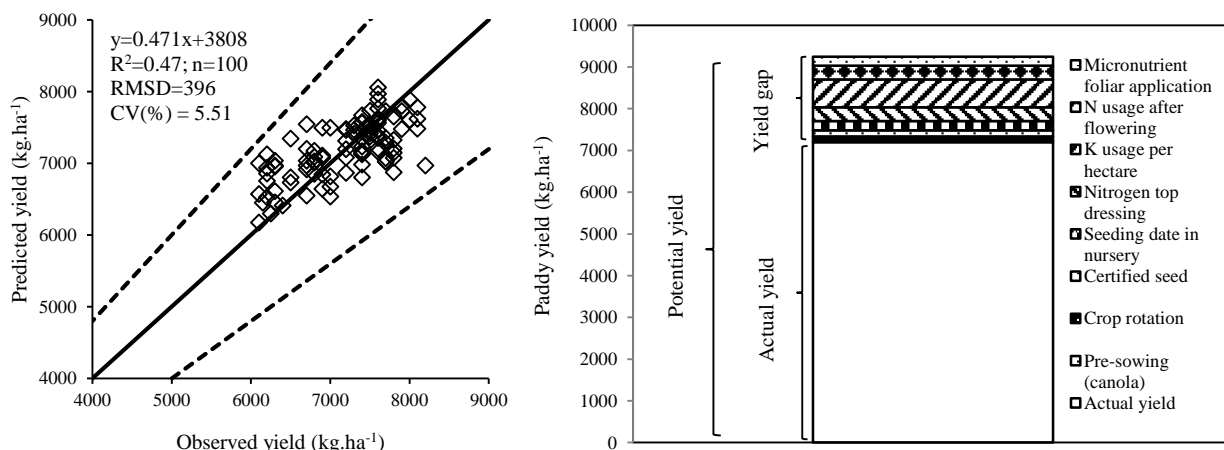 y=0.471x+3808
R²=0.47; n=100
RMSD=396
CV(%) = 5.51
Predicted yield (kg.ha⁻¹)
9000
8000
7000
6000
5000
4000
4000 5000 6000 7000 8000 9000
Observed yield (kg.ha⁻¹)
Paddy yield (kg.ha⁻¹)
10000
9000
8000
7000
6000
5000
4000
3000
2000
1000
0
Potential yield
Yield gap
Actual yield
Micronutrient
foliar application
N usage after
flowering
K usage per
hectare
Nitrogen top
dressing
Seeding date in
nursery
Certified seed
Crop rotation
Pre-sowing
(canola)
Actual yield